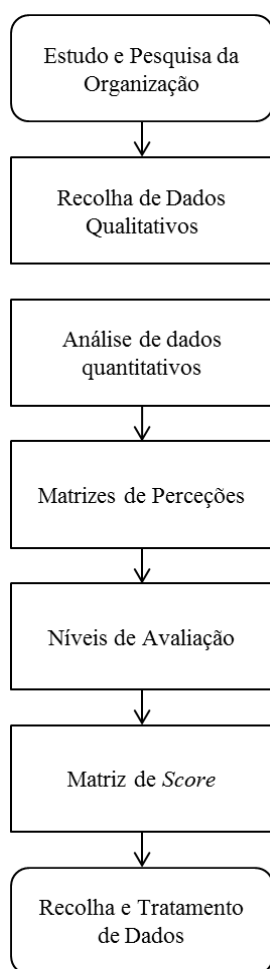 Estudo e Pesquisa da
Organização
Recolha de Dados
Qualitativos
Análise de dados
quantitativos
Matrizes de Perceções
Níveis de Avaliação
Matriz de Score
Recolha e Tratamento
de Dados